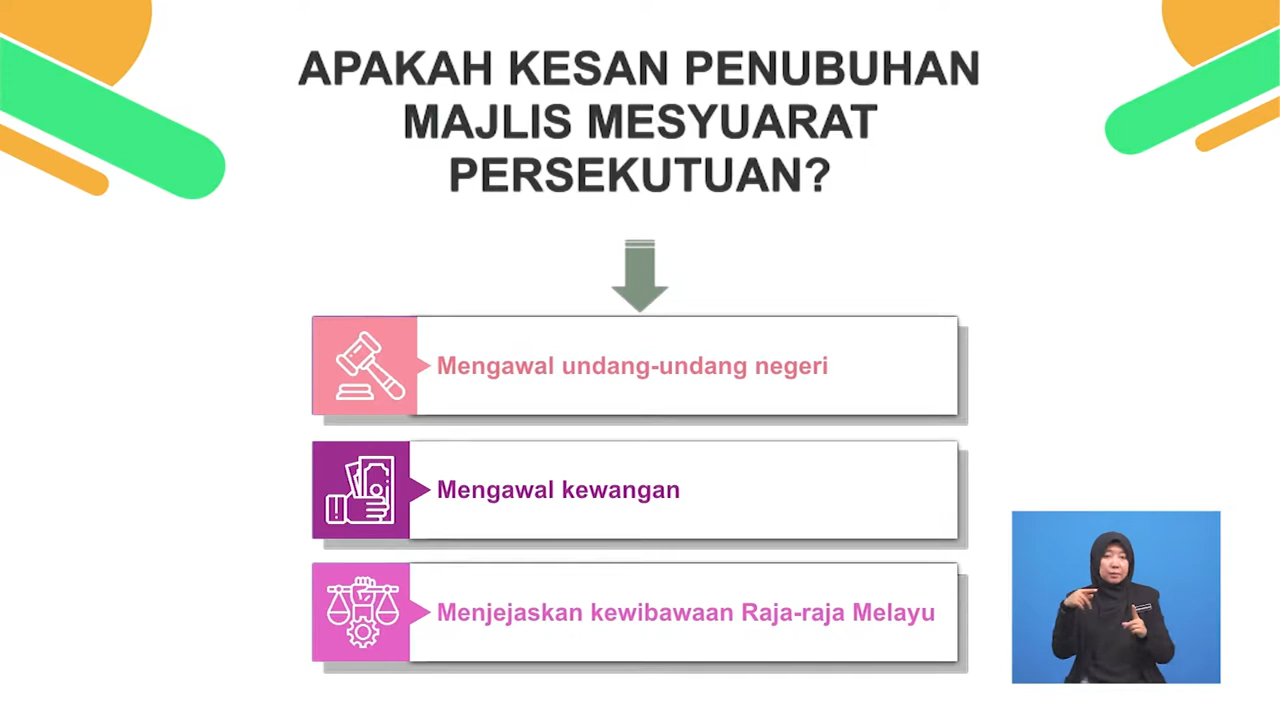 APAKAH KESAN PENUBUHAN
MAJLIS MESYUARAT
PERSEKUTUAN?
Mengawal undang-undang negeri
Mengawal kewangan
Menjejaskan kewibawaan Raja-raja Melayu